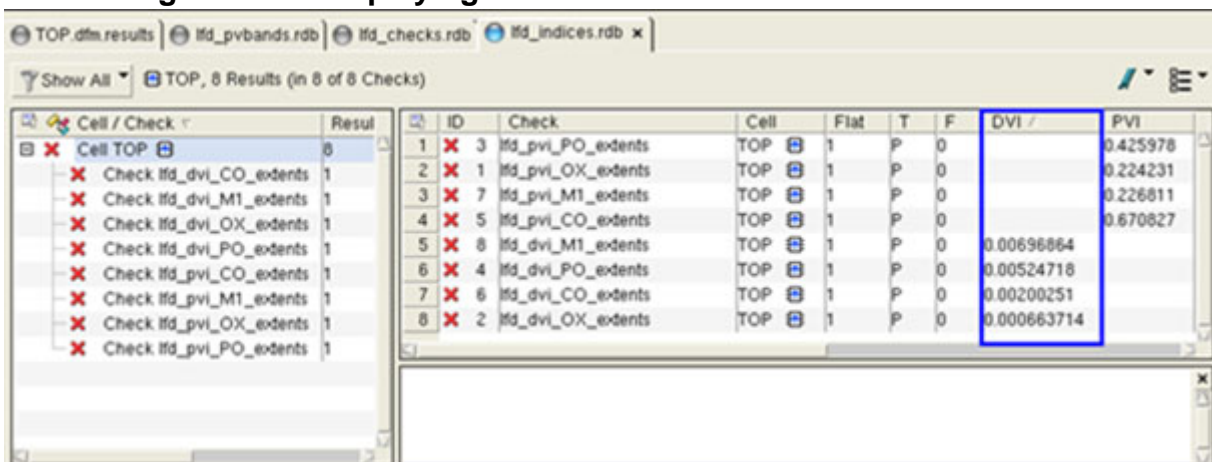 TOP.dfm.results lfd_pvbands.rdb lfd_checks.rdb lfd_indices.rdb ×
Show All TOP, 8 Results (in 8 of 8 Checks)
Cell / Check Resul
Cell TOP 8
Check lfd_dvi_CO_extents 1
Check lfd_dvi_M1_extents 1
Check lfd_dvi_OX_extents 1
Check lfd_dvi_PO_extents 1
Check lfd_pvi_CO_extents 1
Check lfd_pvi_M1_extents 1
Check lfd_pvi_OX_extents 1
Check lfd_pvi_PO_extents 1
ID Check Cell Flat T F DVI / PVI
1 3 lfd_pvi_PO_extents TOP 1 P 0 0.425978
2 1 lfd_pvi_OX_extents TOP 1 P 0 0.224231
3 7 lfd_pvi_M1_extents TOP 1 P 0 0.226811
4 5 lfd_pvi_CO_extents TOP 1 P 0 0.670827
5 8 lfd_dvi_M1_extents TOP 1 P 0 0.00696864
6 4 lfd_dvi_PO_extents TOP 1 P 0 0.00524718
7 6 lfd_dvi_CO_extents TOP 1 P 0 0.00200251
8 2 lfd_dvi_OX_extents TOP 1 P 0 0.000663714